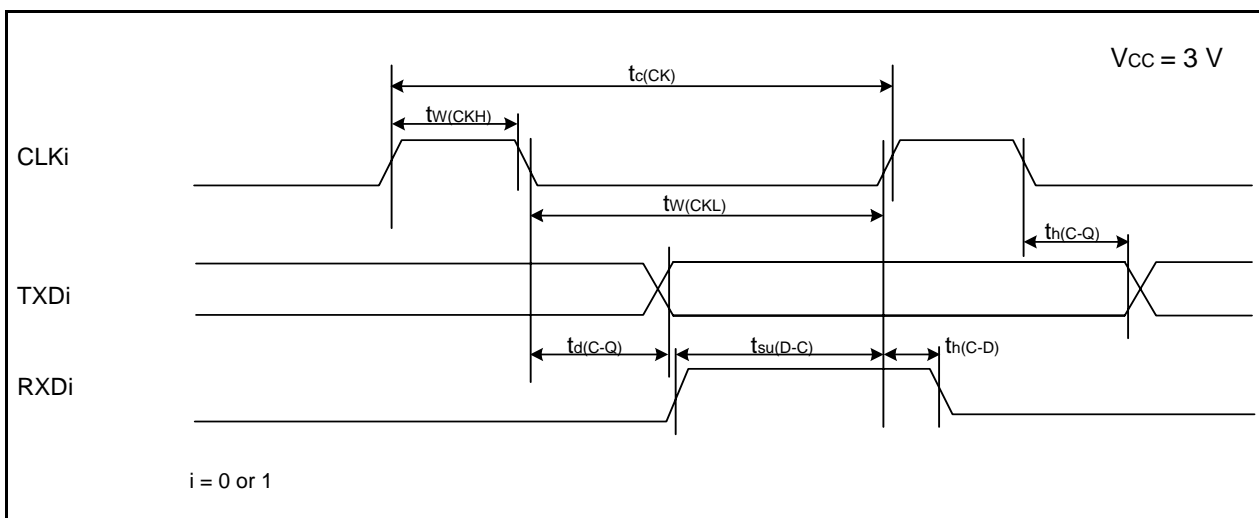 VCC = 3 V
tc(CK)
tW(CKH)
CLKi
tW(CKL)
th(C-Q)
TXDi
td(C-Q)
tsu(D-C)
th(C-D)
RXDi
i = 0 or 1